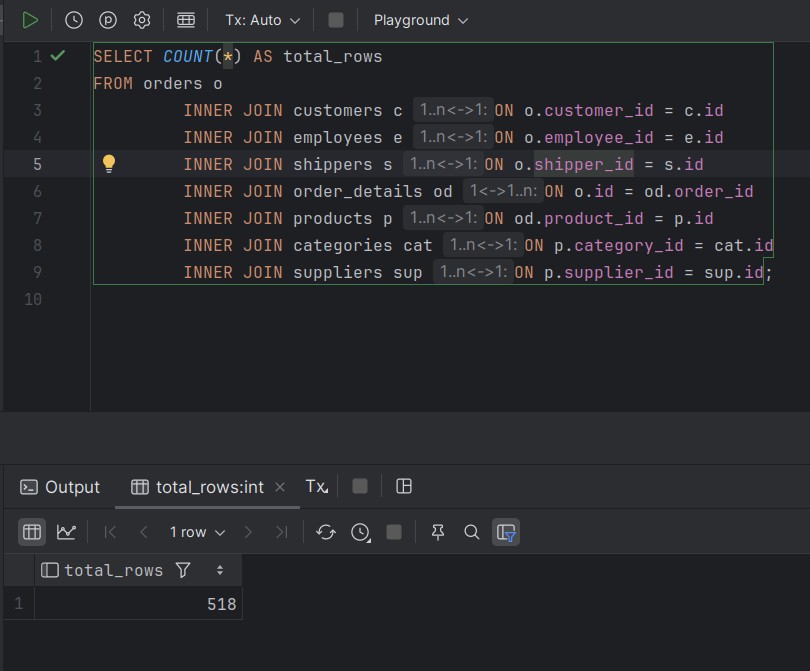 Tx: Auto Playground
1 SELECT COUNT(*) AS total_rows
2 FROM orders o
3 INNER JOIN customers c 1..n<->1: ON o.customer_id = c.id
4 INNER JOIN employees e 1..n<->1: ON o.employee_id = e.id
5 INNER JOIN shippers s 1..n<->1: ON o.shipper_id = s.id
6 INNER JOIN order_details od 1<->1..n: ON o.id = od.order_id
7 INNER JOIN products p 1..n<->1: ON od.product_id = p.id
8 INNER JOIN categories cat 1..n<->1: ON p.category_id = cat.id
9 INNER JOIN suppliers sup 1..n<->1: ON p.supplier_id = sup.id;
10
Output total_rows:int Tx
1 row
total_rows
1 518